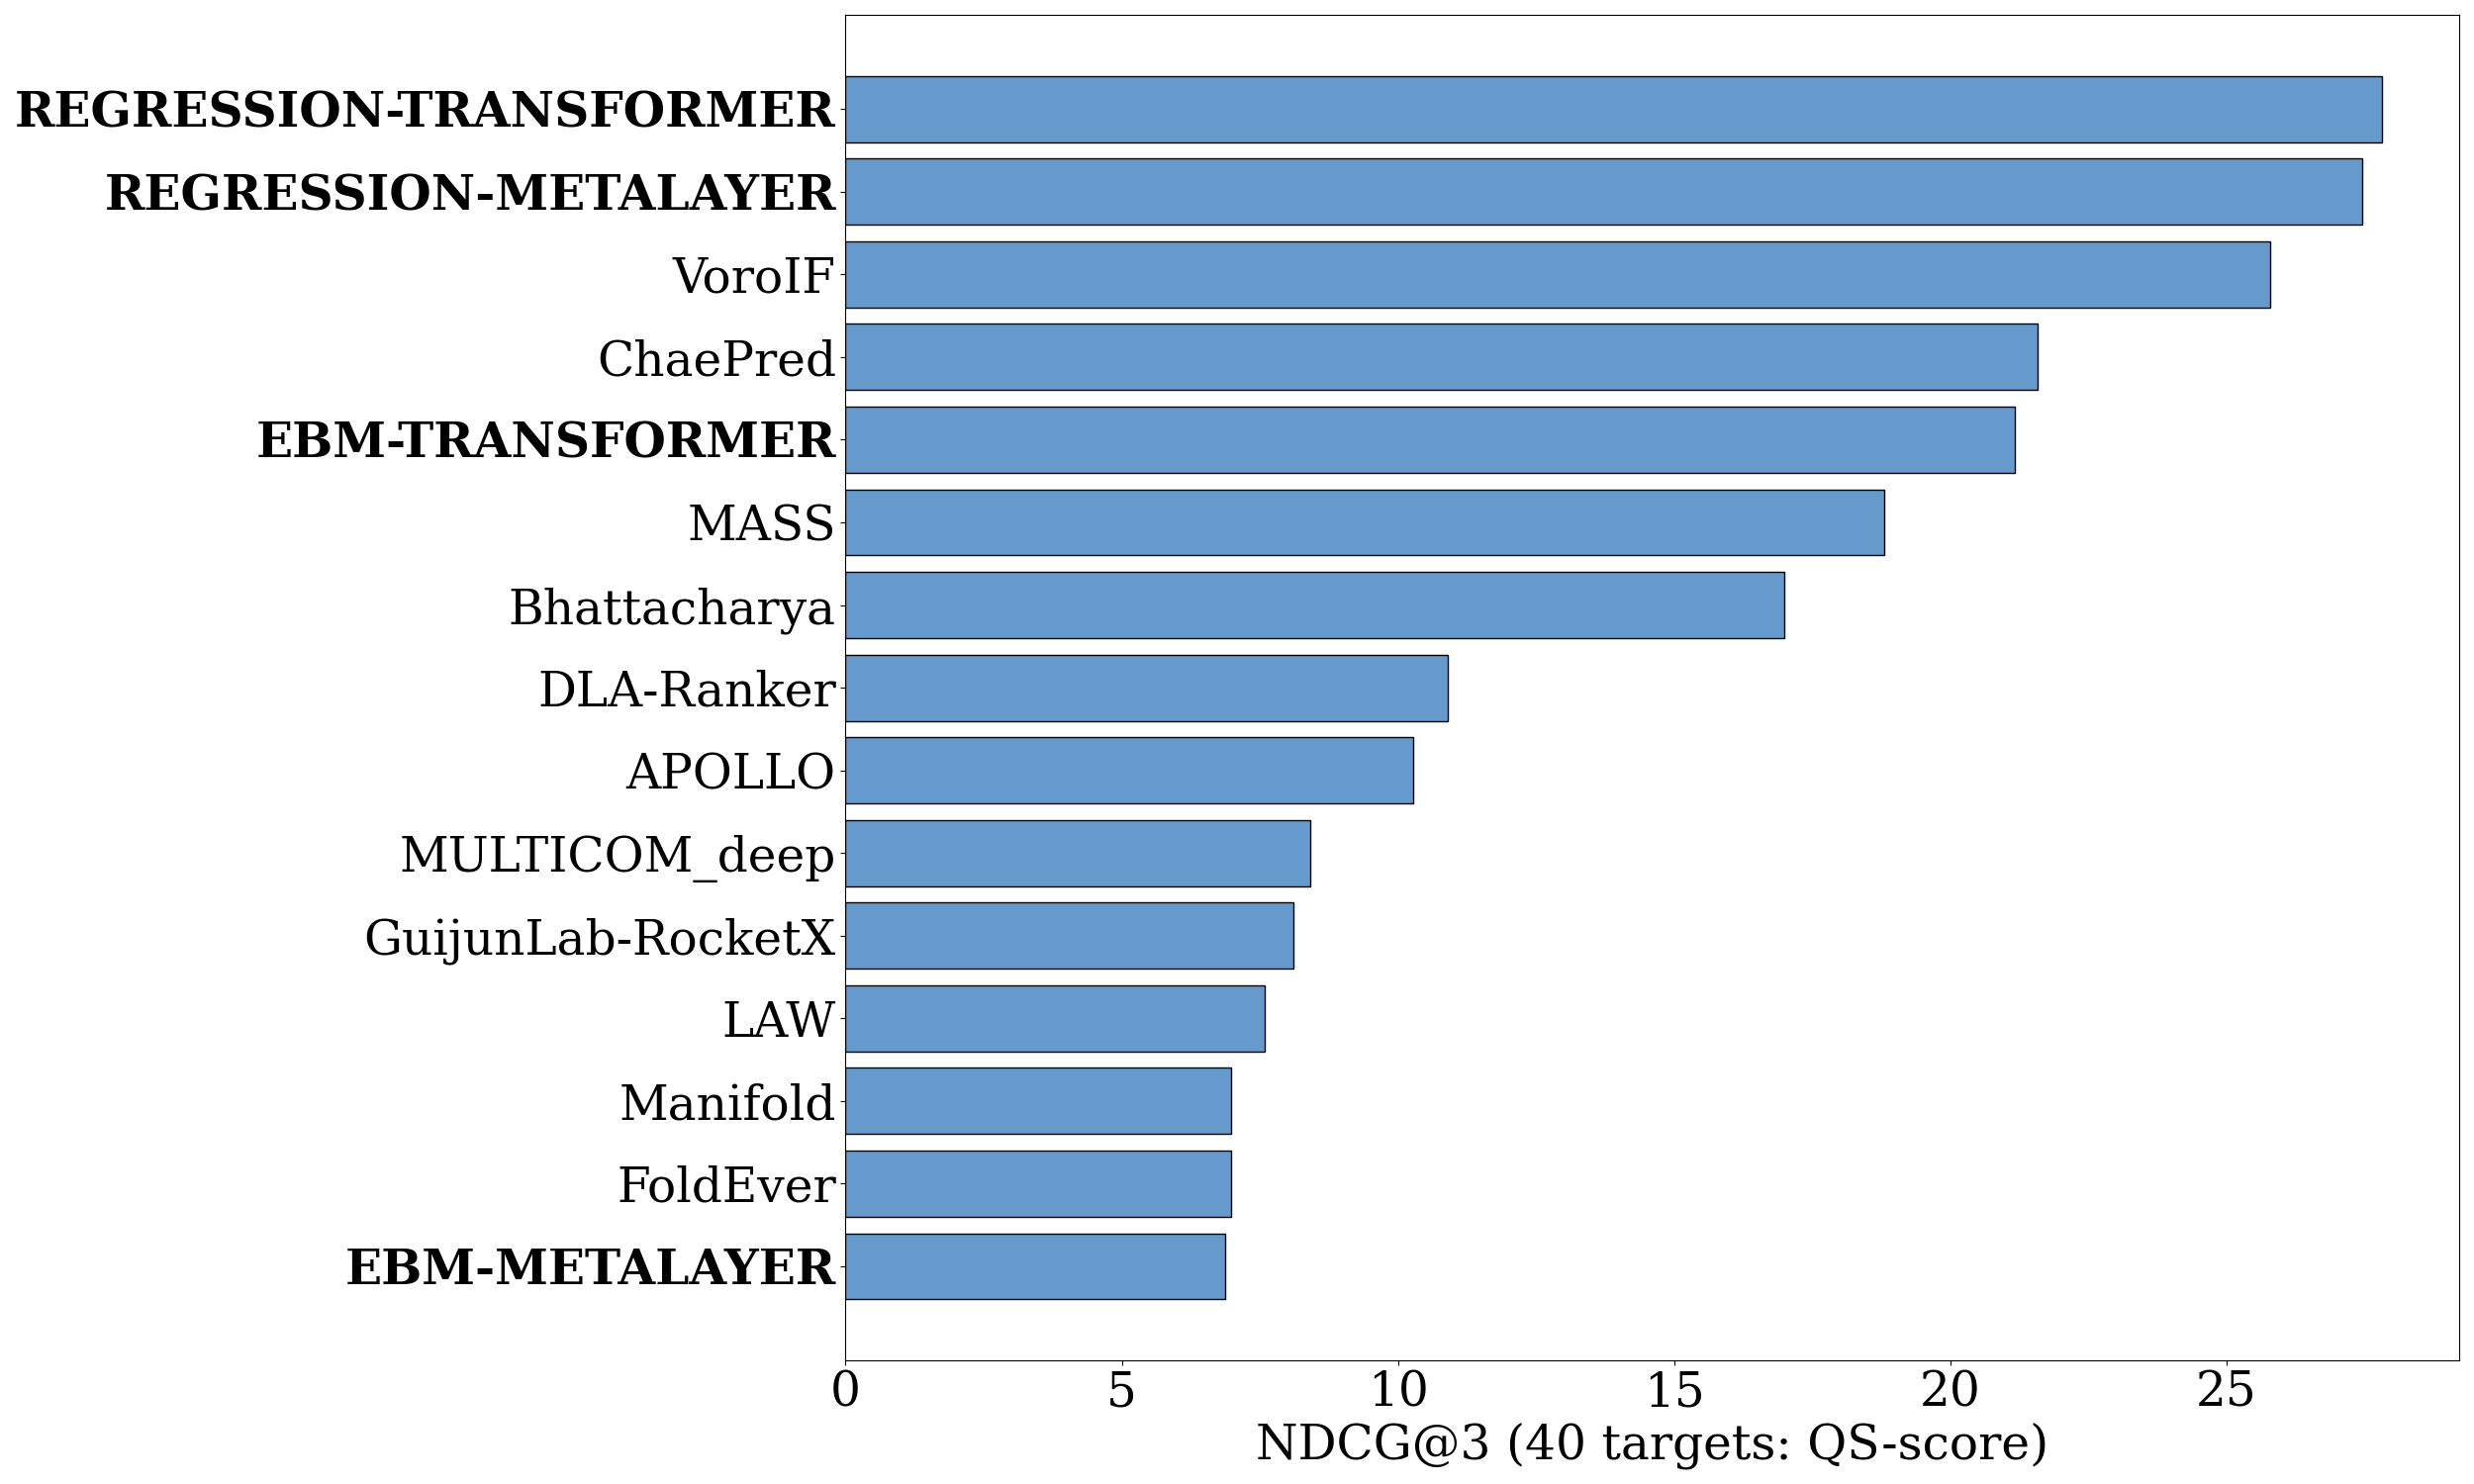 REGRESSION-TRANSFORMER
REGRESSION-METALAYER
VoroIF
ChaePred
EBM-TRANSFORMER
MASS
Bhattacharya
DLA-Ranker
APOLLO
MULTICOM_deep
GuijunLab-RocketX
LAW
Manifold
FoldEver
EBM-METALAYER
0 5 10 15 20 25
NDCG@3 (40 targets: QS-score)